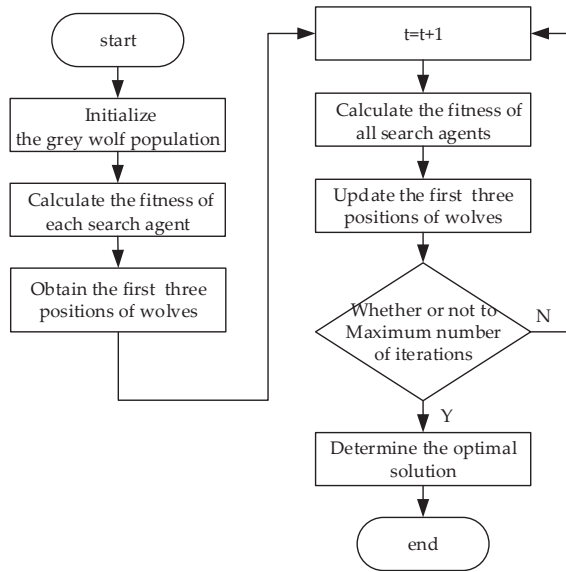 start
Initialize
the grey wolf population
Calculate the fitness of
each search agent
Obtain the first three
positions of wolves
t=t+1
Calculate the fitness of
all search agents
Update the first three
positions of wolves
Whether or not to
Maximum number
of iterations
N
Y
Determine the optimal
solution
end